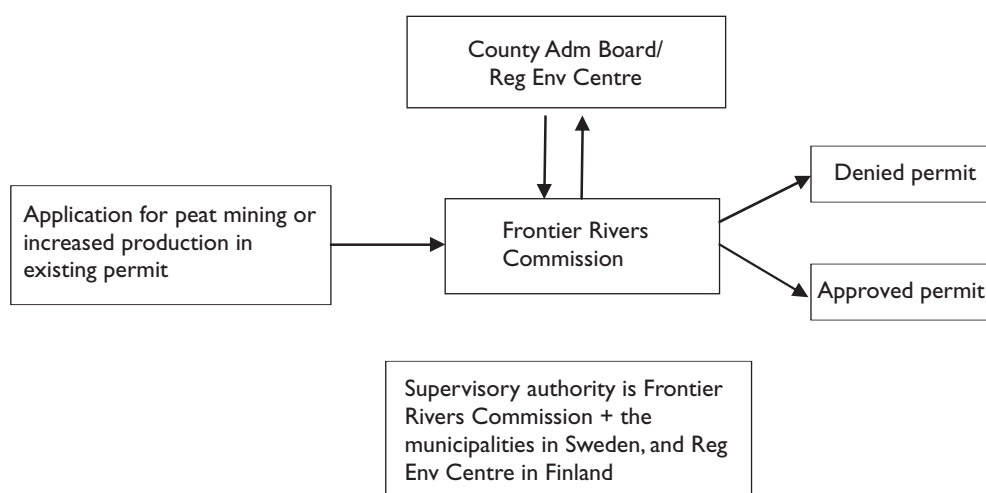 County Adm Board/
Reg Env Centre
Denied permit
Application for peat mining or
increased production in
existing permit
Frontier Rivers
Commission
Approved permit
Supervisory authority is Frontier
Rivers Commission + the
municipalities in Sweden, and Reg
Env Centre in Finland